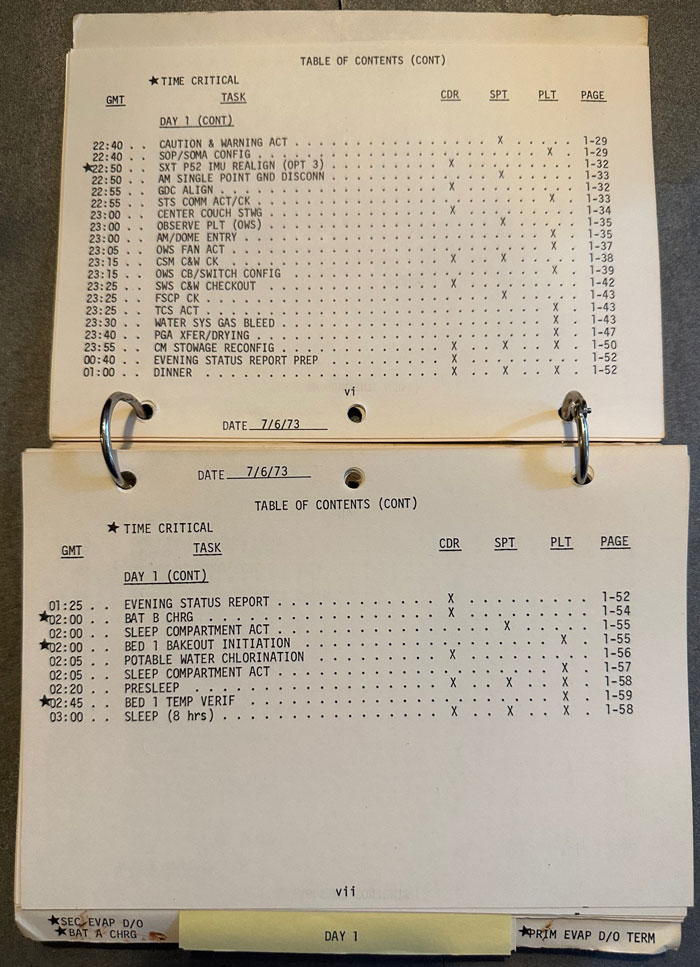 TABLE OF CONTENTS (CONT)
★TIME CRITICAL
GMT TASK CDR SPT PLT PAGE
DAY 1 (CONT)
22:40 . . CAUTION & WARNING ACT . . . . . X . . . 1-29
22:40 . . SOP/SOMA CONFIG . . . . . X . 1-29
★22:50 . . SXT P52 IMU REALIGN (OPT 3) . . . . . X . . . . . 1-32
22:50 . . AM SINGLE POINT GND DISCONN . . . . . X . . . 1-33
22:55 . . GDC ALIGN . . . . . X . . . . . 1-32
22:55 . . STS COMM ACT/CK . . . . . X . 1-33
23:00 . . CENTER COUCH STWG . . . . . X . . . . . 1-34
23:00 . . OBSERVE PLT (OWS) . . . . . X . . . 1-35
23:00 . . AM/DOME ENTRY . . . . . X . 1-35
23:05 . . OWS FAN ACT . . . . . X . 1-37
23:15 . . CSM C&W CK . . . . . X . . . X . . . 1-38
23:15 . . OWS CB/SWITCH CONFIG . . . . . X . 1-39
23:25 . . SWS C&W CHECKOUT . . . . . X . . . . . 1-42
23:25 . . FSCP CK . . . . . X . . . 1-43
23:25 . . TCS ACT . . . . . X . 1-43
23:30 . . WATER SYS GAS BLEED . . . . . X . 1-43
23:40 . . PGA XFER/DRYING . . . . . X . 1-47
23:55 . . CM STOWAGE RECONFIG . . . . . X . . . X . . . X . 1-50
00:40 . . EVENING STATUS REPORT PREP . . . . . X . . . . . 1-52
01:00 . . DINNER . . . . . X . . . X . . . X . 1-52
vi
DATE 7/6/73
DATE 7/6/73
TABLE OF CONTENTS (CONT)
★TIME CRITICAL
GMT TASK CDR SPT PLT PAGE
DAY 1 (CONT)
01:25 . . EVENING STATUS REPORT . . . . . X . . . . . 1-52
★02:00 . . BAT B CHRG . . . . . X . . . . . 1-54
02:00 . . SLEEP COMPARTMENT ACT . . . . . X . . . 1-55
★02:00 . . BED 1 BAKEOUT INITIATION . . . . . X . 1-55
02:05 . . POTABLE WATER CHLORINATION . . . . . X . . . . . 1-56
02:05 . . SLEEP COMPARTMENT ACT . . . . . X . 1-57
02:20 . . PRESLEEP . . . . . X . . . X . . . X . 1-58
★02:45 . . BED 1 TEMP VERIF . . . . . X . 1-59
03:00 . . SLEEP (8 hrs) . . . . . X . . . X . . . X . 1-58
vii
★SEC EVAP D/O
★BAT A CHRG
DAY 1
★PRIM EVAP D/O TERM